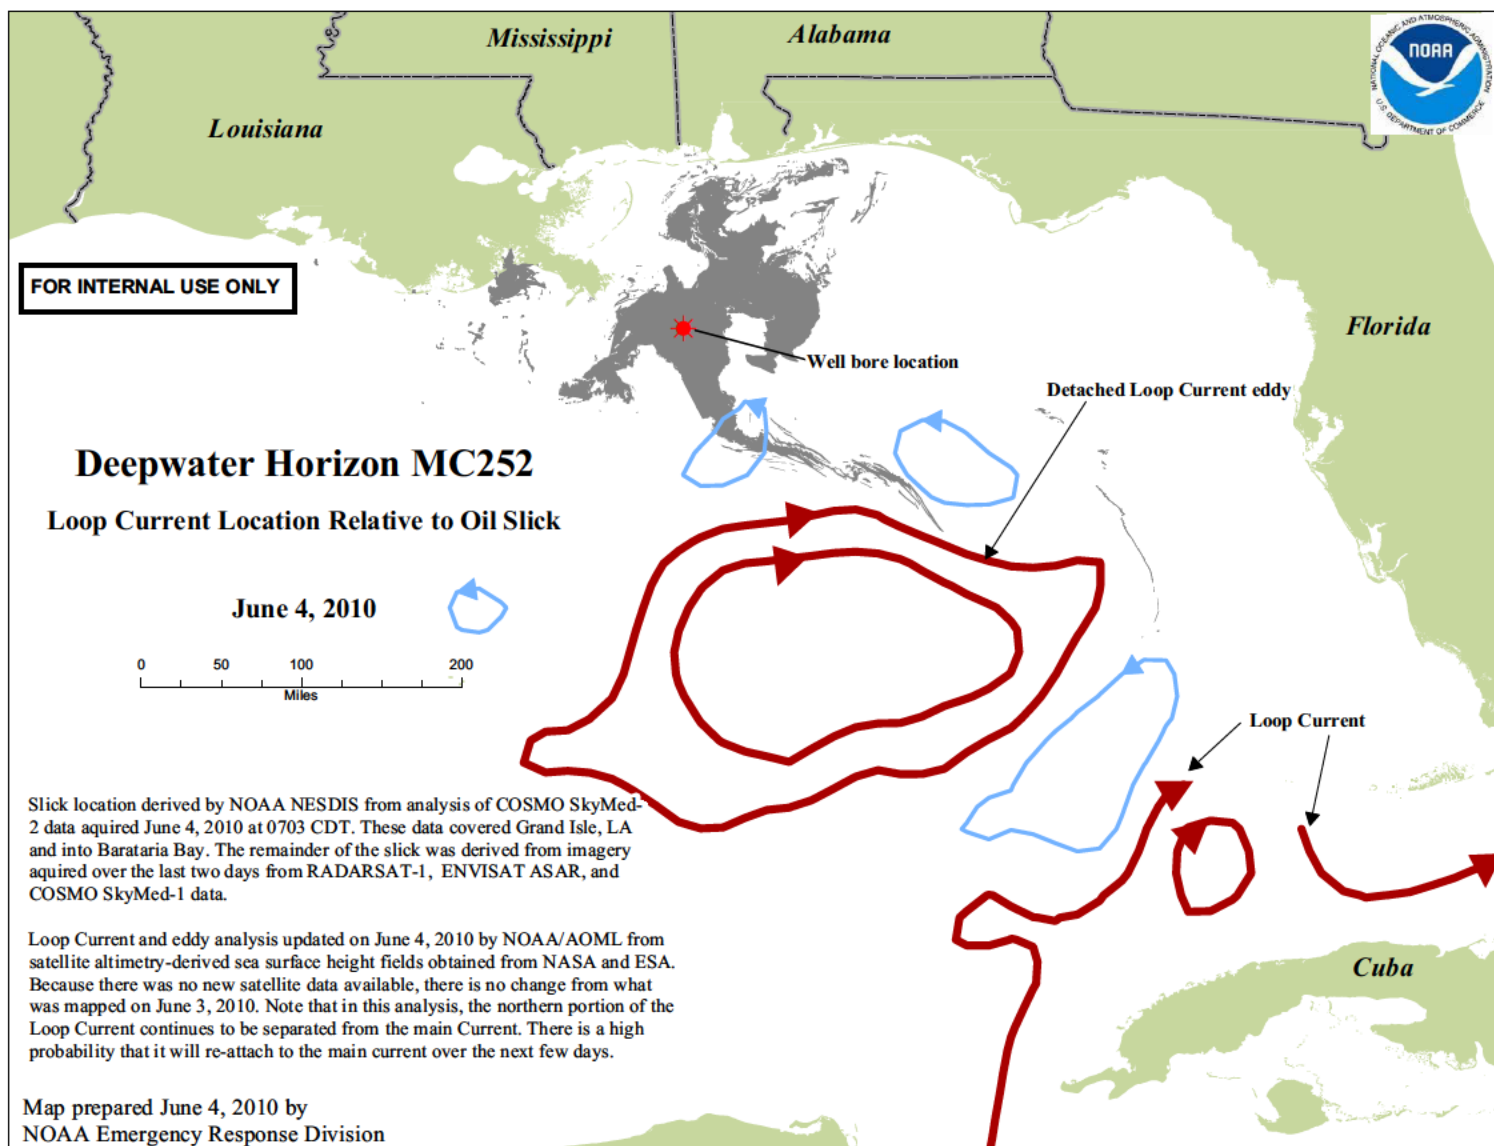 Mississippi
Alabama
NOAA
NATIONAL OCEANIC AND ATMOSPHERIC ADMINISTRATION
U.S. DEPARTMENT OF COMMERCE
Louisiana
FOR INTERNAL USE ONLY
Florida
Well bore location
Detached Loop Current eddy
Deepwater Horizon MC252
Loop Current Location Relative to Oil Slick
June 4, 2010
0 50 100 200
Miles
Loop Current
Slick location derived by NOAA NESDIS from analysis of COSMO SkyMed-
2 data aquired June 4, 2010 at 0703 CDT. These data covered Grand Isle, LA
and into Barataria Bay. The remainder of the slick was derived from imagery
aquired over the last two days from RADARSAT-1, ENVISAT ASAR, and
COSMO SkyMed-1 data.
Loop Current and eddy analysis updated on June 4, 2010 by NOAA/AOML from
satellite altimetry-derived sea surface height fields obtained from NASA and ESA.
Because there was no new satellite data available, there is no change from what
was mapped on June 3, 2010. Note that in this analysis, the northern portion of the
Loop Current continues to be separated from the main Current. There is a high
probability that it will re-attach to the main current over the next few days.
Cuba
Map prepared June 4, 2010 by
NOAA Emergency Response Division